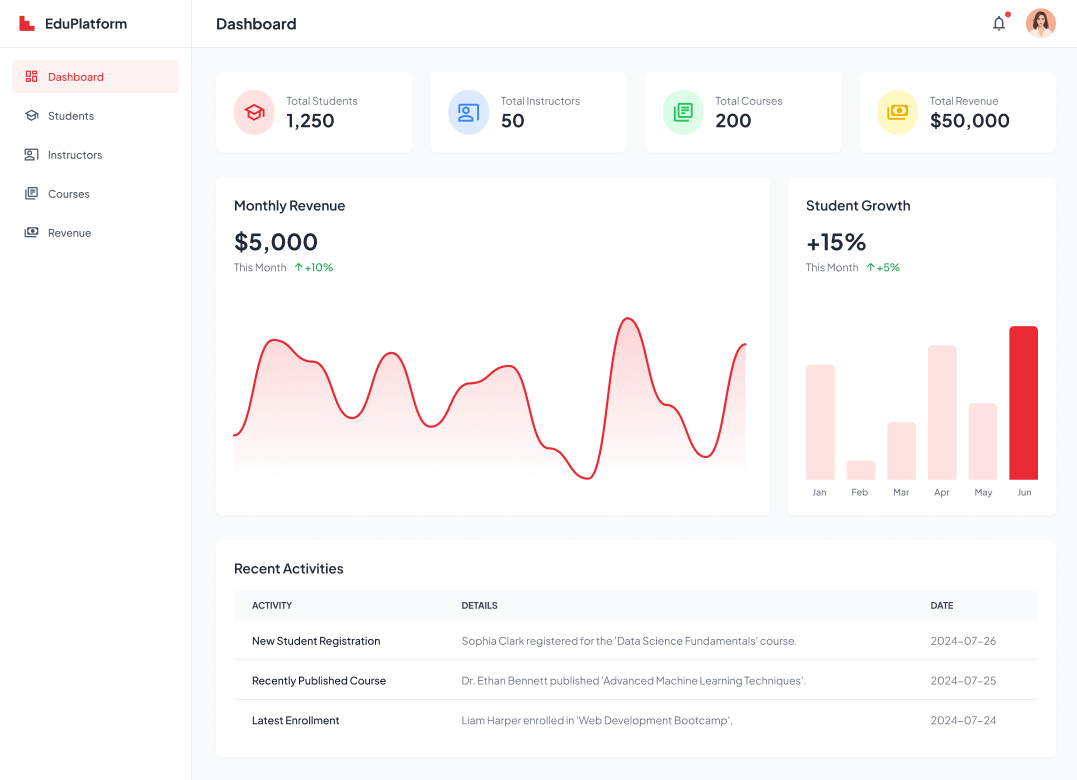 EduPlatform
Dashboard
Dashboard
Students
Instructors
Courses
Revenue
Total Students
1,250
Total Instructors
50
Total Courses
200
Total Revenue
$50,000
Monthly Revenue
$5,000
This Month ↑+10%
Student Growth
+15%
This Month ↑+5%
Jan Feb Mar Apr May Jun
Recent Activities
ACTIVITY DETAILS DATE
New Student Registration Sophia Clark registered for the 'Data Science Fundamentals' course. 2024-07-26
Recently Published Course Dr. Ethan Bennett published 'Advanced Machine Learning Techniques'. 2024-07-25
Latest Enrollment Liam Harper enrolled in 'Web Development Bootcamp'. 2024-07-24